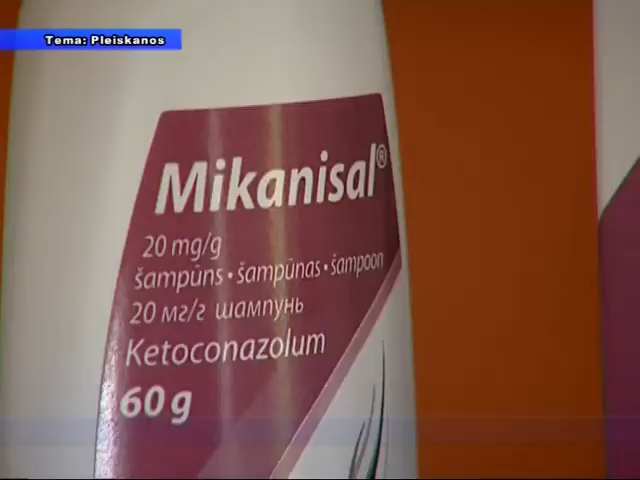 Tema: Pleiskanos
Mikanisal®
20 mg/g
šampūns • šampūnas • šampoon
20 мг/г шампунь
Ketoconazolum
60 g